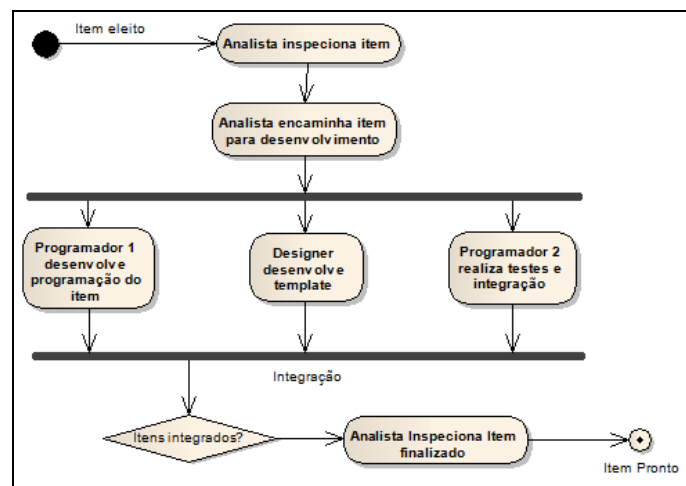 Item eleito
Analista inspeciona item
Analista encaminha item
para desenvolvimento
Programador 1
desenvolve
programação do
item
Designer
desenvolve
template
Programador 2
realiza testes e
integração
Integração
Itens integrados?
Analista Inspeciona Item
finalizado
Item Pronto